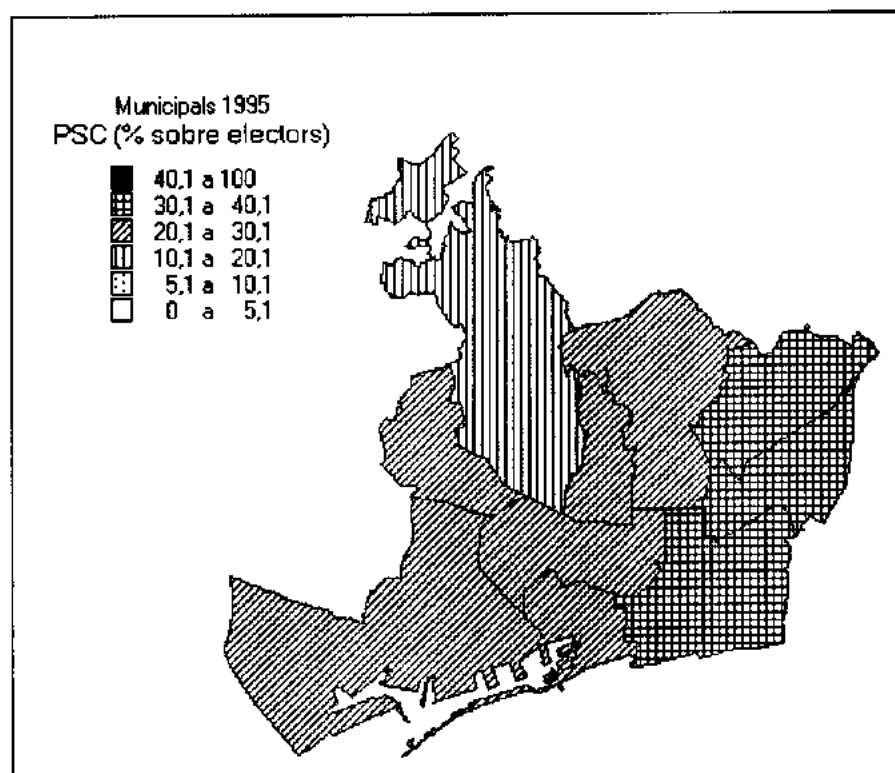 Municipals 1995
PSC (% sobre electors)
40,1 a 100
30,1 a 40,1
20,1 a 30,1
10,1 a 20,1
5,1 a 10,1
0 a 5,1